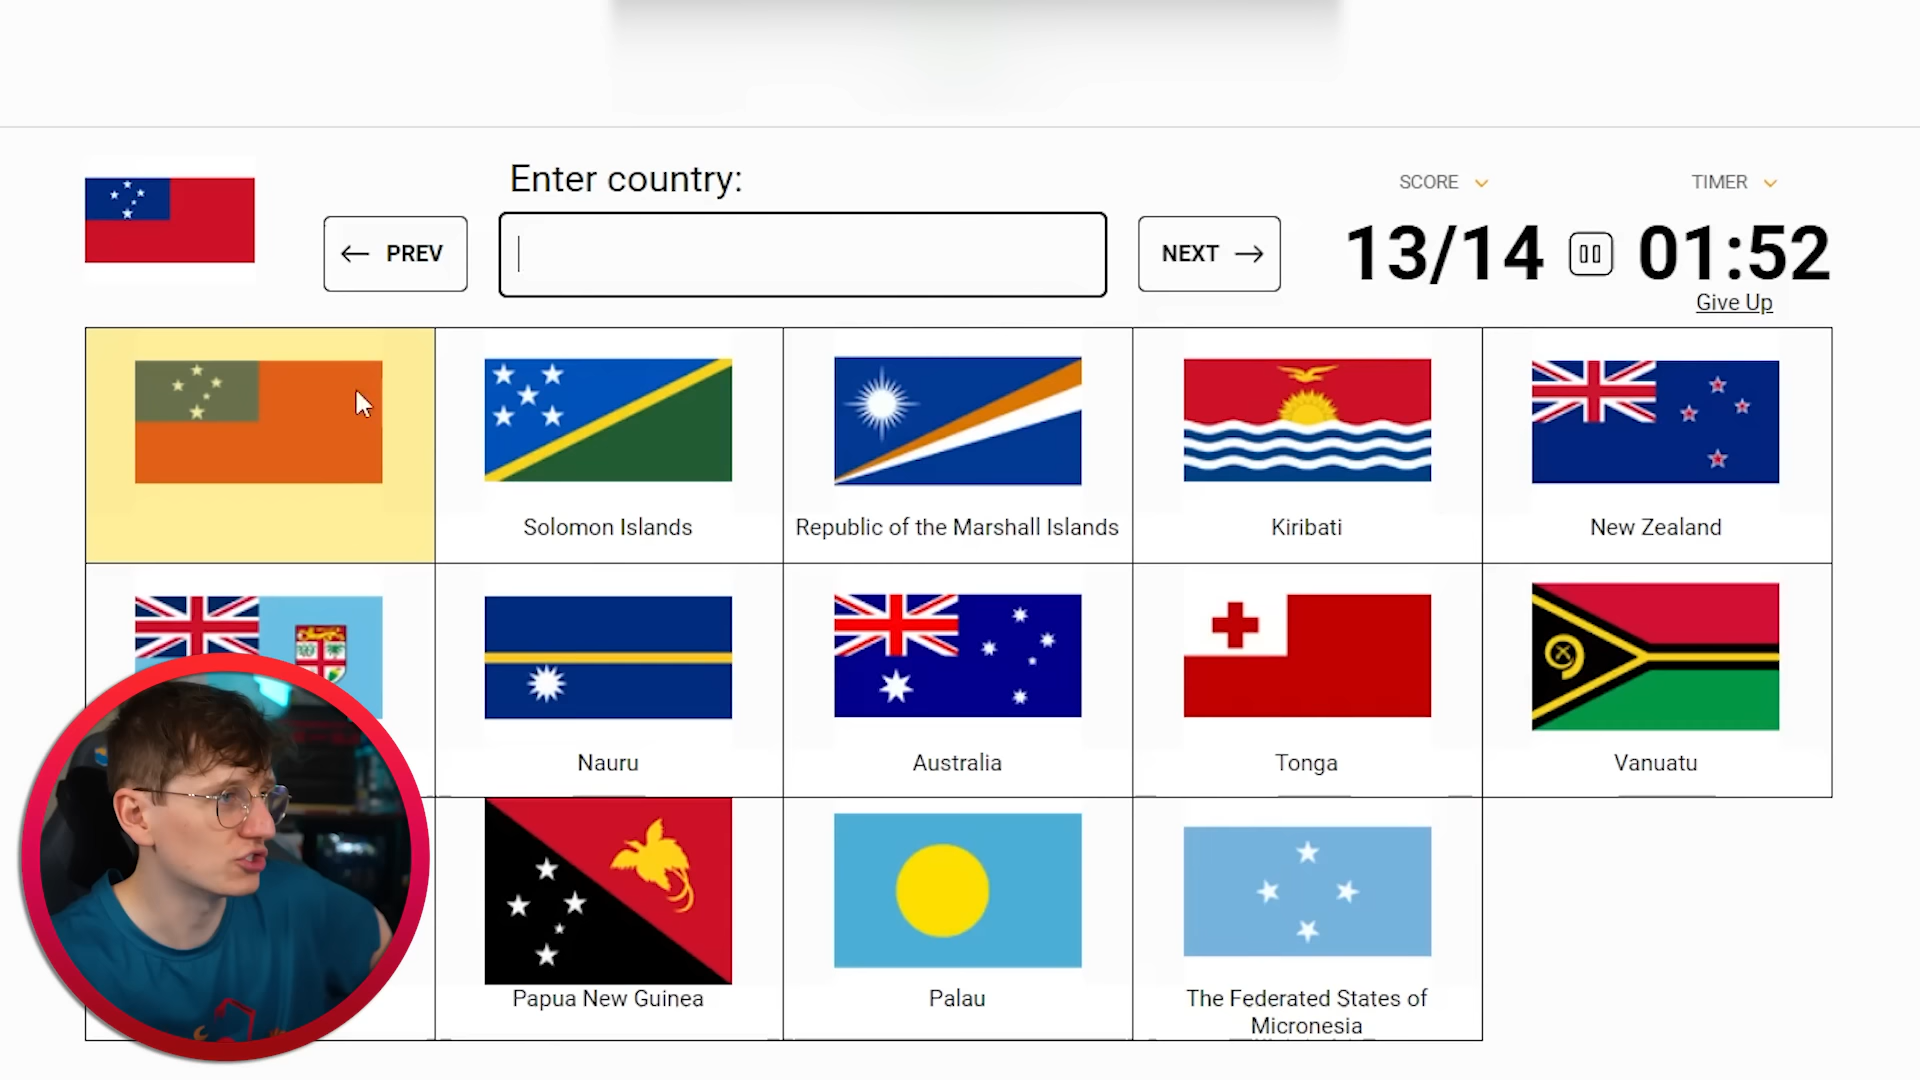 Enter country:
SCORE
TIMER
PREV
NEXT
13/14
01:52
Give Up
Solomon Islands
Republic of the Marshall Islands
Kiribati
New Zealand
Nauru
Australia
Tonga
Vanuatu
Papua New Guinea
Palau
The Federated States of
Micronesia